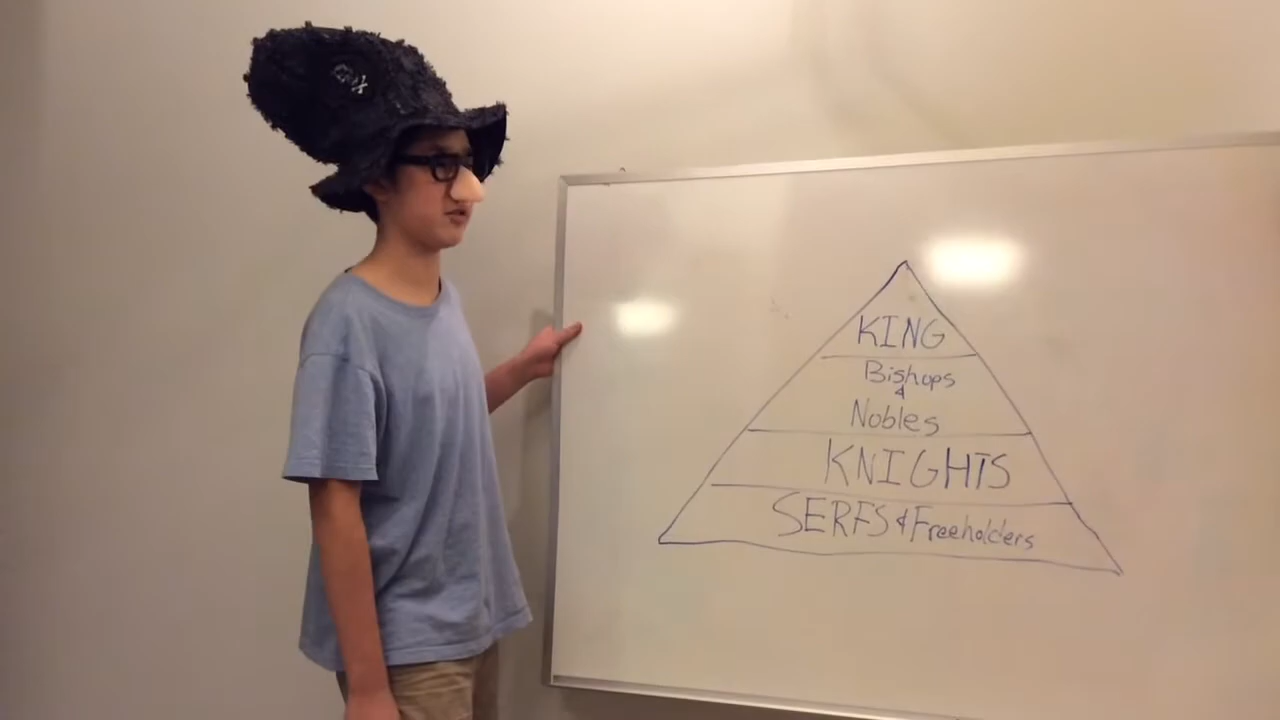 KING
Bishops
&
Nobles
KNIGHTS
SERFS & Freeholders